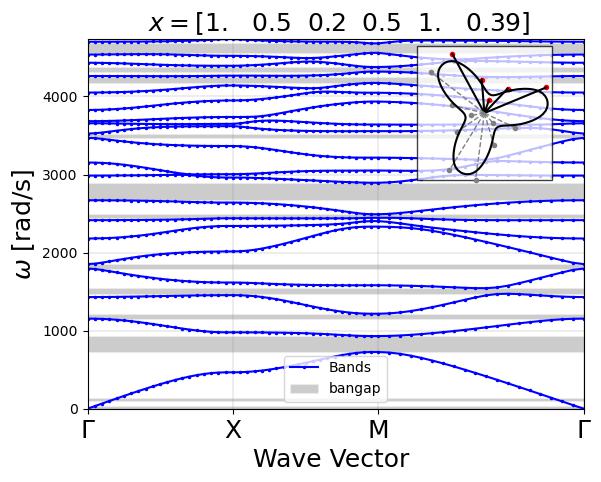 x = [1. 0.5 0.2 0.5 1. 0.39]
ω [rad/s]
4000
3000
2000
1000
0
Bands
bangap
Γ X M Γ
Wave Vector